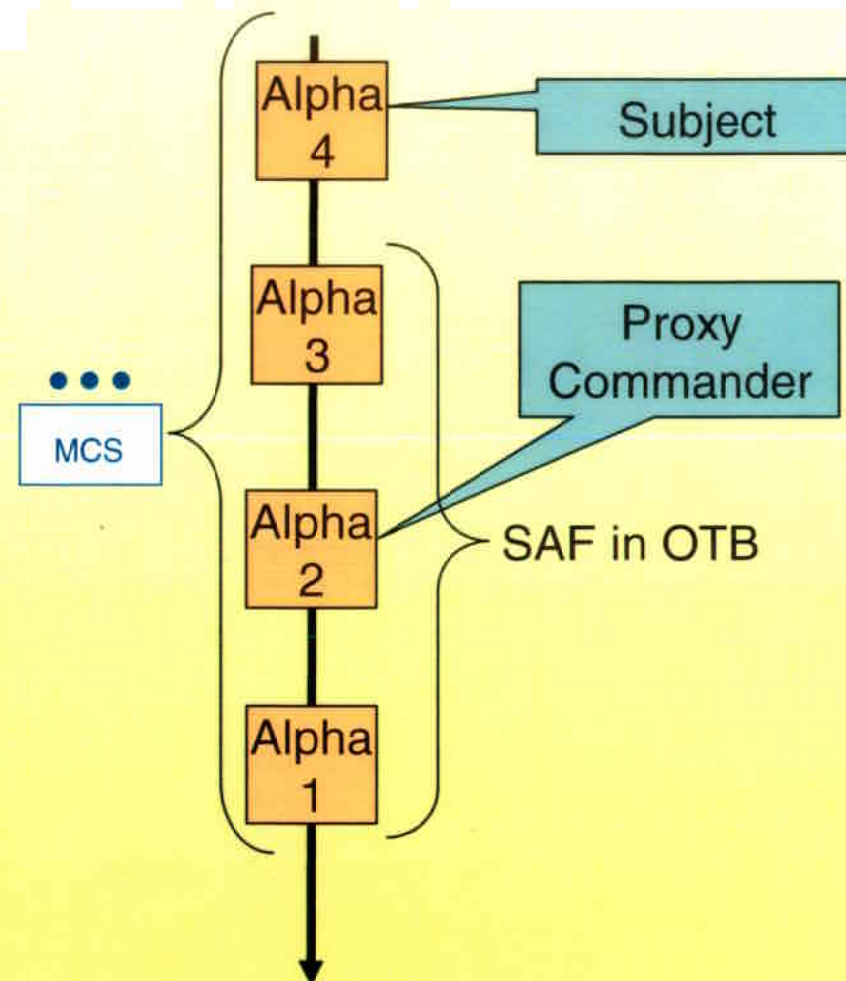 Alpha
4
Subject
Alpha
3
Proxy
Commander
MCS
Alpha
2
SAF in OTB
Alpha
1